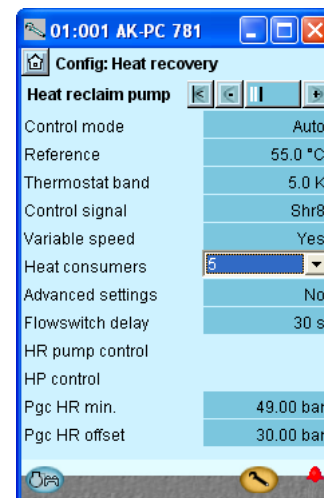 01:001 AK-PC 781
Config: Heat recovery
Heat reclaim pump
Control mode Auto
Reference 55.0 °C
Thermostat band 5.0 K
Control signal Shr8
Variable speed Yes
Heat consumers 5
Advanced settings No
Flowswitch delay 30 s
HR pump control
HP control
Pgc HR min. 49.00 bar
Pgc HR offset 30.00 bar